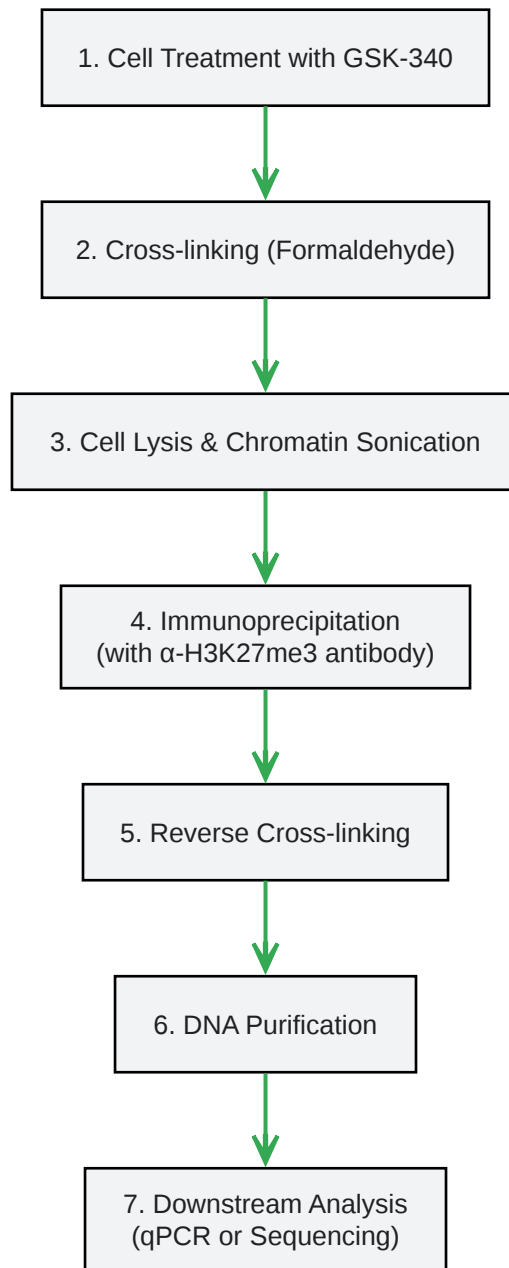 1. Cell Treatment with GSK-340
2. Cross-linking (Formaldehyde)
3. Cell Lysis & Chromatin Sonication
4. Immunoprecipitation
(with α-H3K27me3 antibody)
5. Reverse Cross-linking
6. DNA Purification
7. Downstream Analysis
(qPCR or Sequencing)